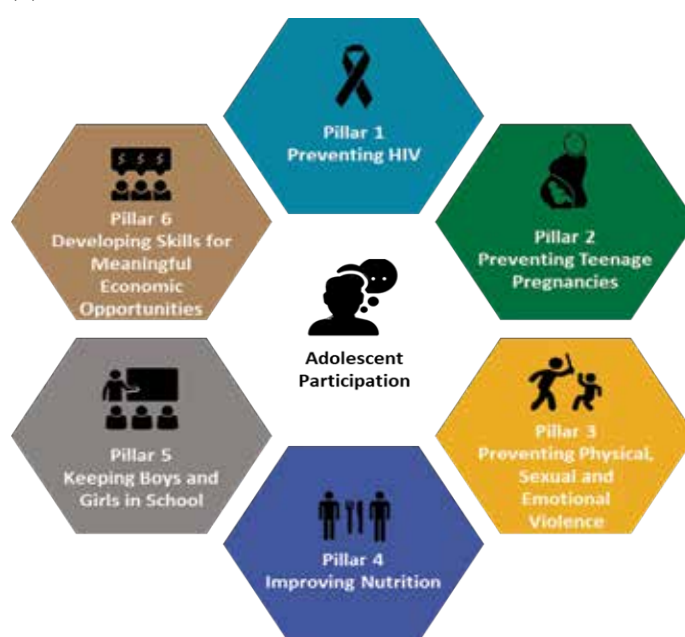 Pillar 1
Preventing HIV
Pillar 2
Preventing Teenage
Pregnancies
Pillar 3
Preventing Physical,
Sexual and
Emotional
Violence
Pillar 4
Improving Nutrition
Pillar 5
Keeping Boys and
Girls in School
Pillar 6
Developing Skills for
Meaningful
Economic
Opportunities
$ $ $
Adolescent
Participation